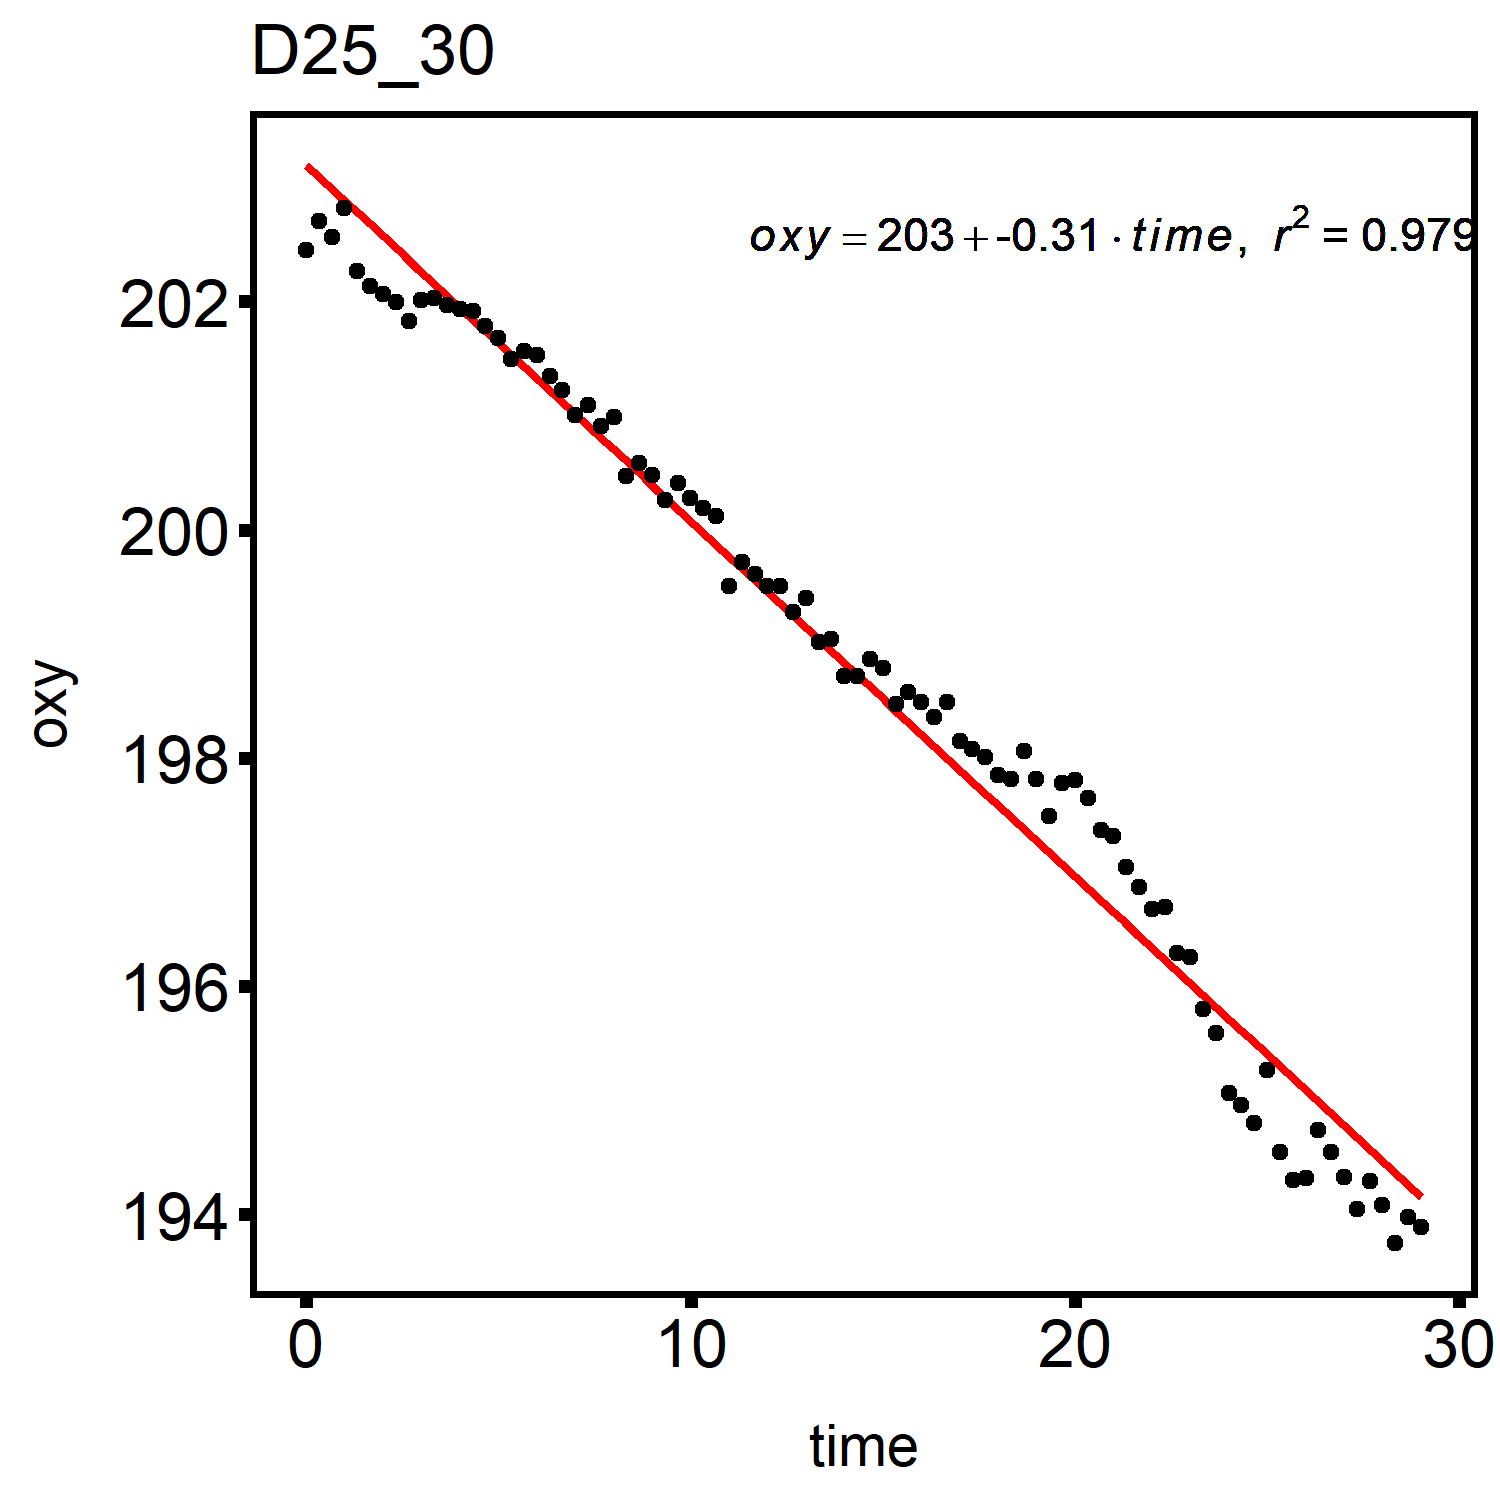 D25_30
oxy = 203 + -0.31 · time, r² = 0.979
202
200
198
196
194
oxy
0 10 20 30
time